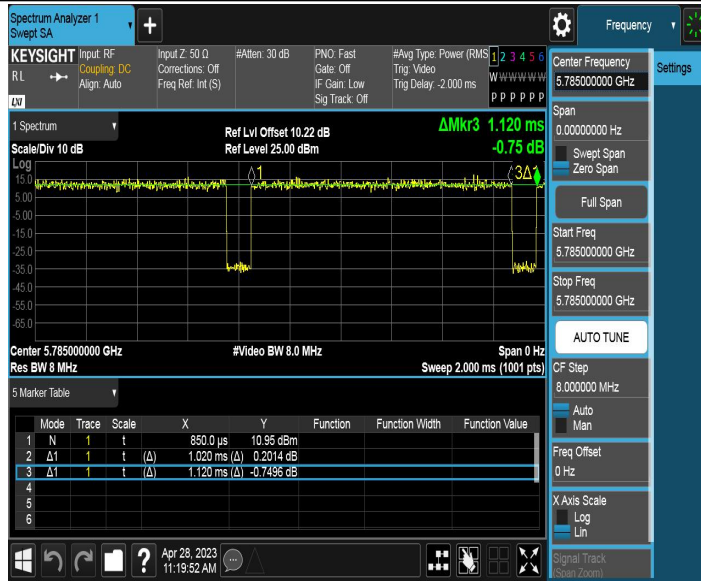 Spectrum Analyzer 1
Swept SA
+
Frequency
KEYSIGHT
Input: RF
Input Z: 50 Ω
#Atten: 30 dB
PNO: Fast
#Avg Type: Power (RMS
1 2 3 4 5 6
RL
Coupling: DC
Corrections: Off
Gate: Off
Trig: Video
W W W W W W
Align: Auto
Freq Ref: Int (S)
IF Gain: Low
Trig Delay: -2.000 ms
Sig Track: Off
P P P P P P
LXI
Center Frequency
5.785000000 GHz
Settings
Span
0.00000000 Hz
Swept Span
Zero Span
Full Span
Start Freq
5.785000000 GHz
Stop Freq
5.785000000 GHz
AUTO TUNE
CF Step
8.000000 MHz
Auto
Man
Freq Offset
0 Hz
X Axis Scale
Log
Lin
Signal Track
(Span Zoom)
1 Spectrum
Ref Lvl Offset 10.22 dB
ΔMkr3 1.120 ms
Scale/Div 10 dB
Ref Level 25.00 dBm
-0.75 dB
Log
1
3Δ1
15.0
5.00
-5.00
-15.0
-25.0
-35.0
-45.0
-55.0
-65.0
Center 5.785000000 GHz
#Video BW 8.0 MHz
Span 0 Hz
Res BW 8 MHz
Sweep 2.000 ms (1001 pts)
5 Marker Table
Mode Trace Scale X Y Function Function Width Function Value
1 N 1 t 850.0 µs 10.95 dBm
2 Δ1 1 t (Δ) 1.020 ms (Δ) 0.2014 dB
3 Δ1 1 t (Δ) 1.120 ms (Δ) -0.7496 dB
4
5
6
?
Apr 28, 2023
11:19:52 AM